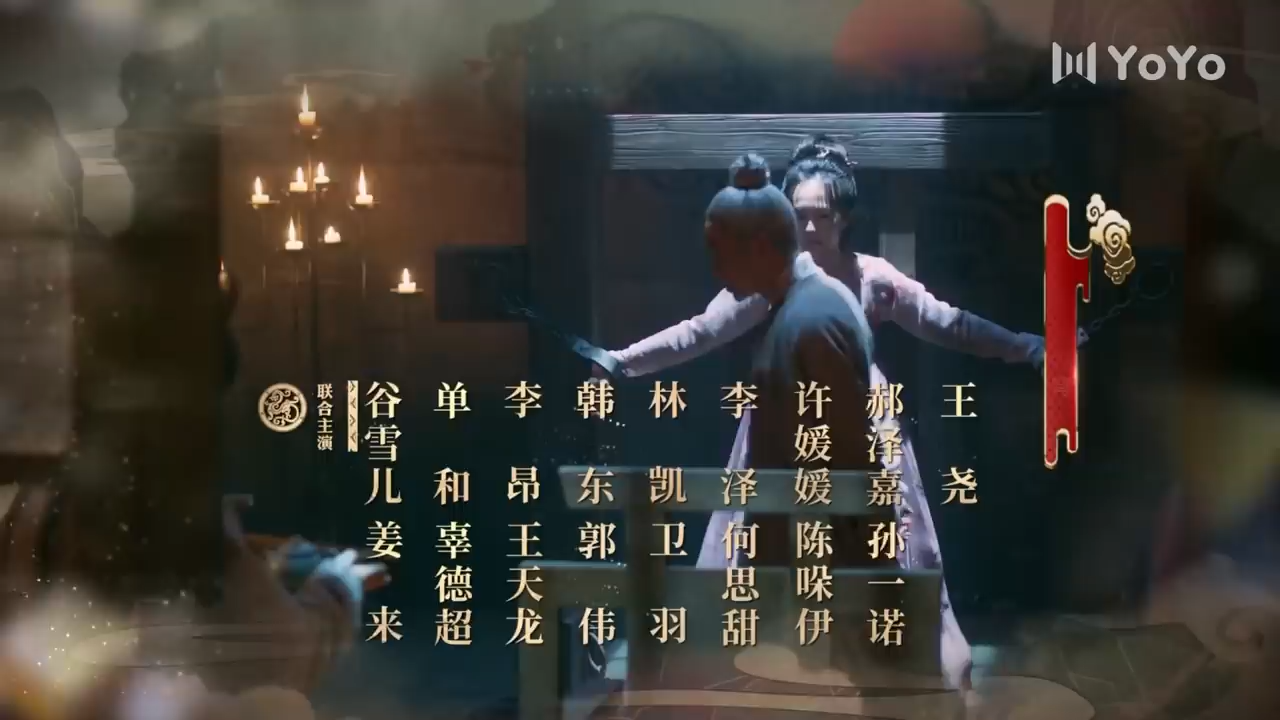 YoYo
联合主演
谷雪儿
单和
李昂
韩东
林凯
李泽
许媛媛
郝泽嘉
王尧
姜来
辜德超
王天龙
郭伟
卫羽
何思甜
陈哚伊
孙一诺